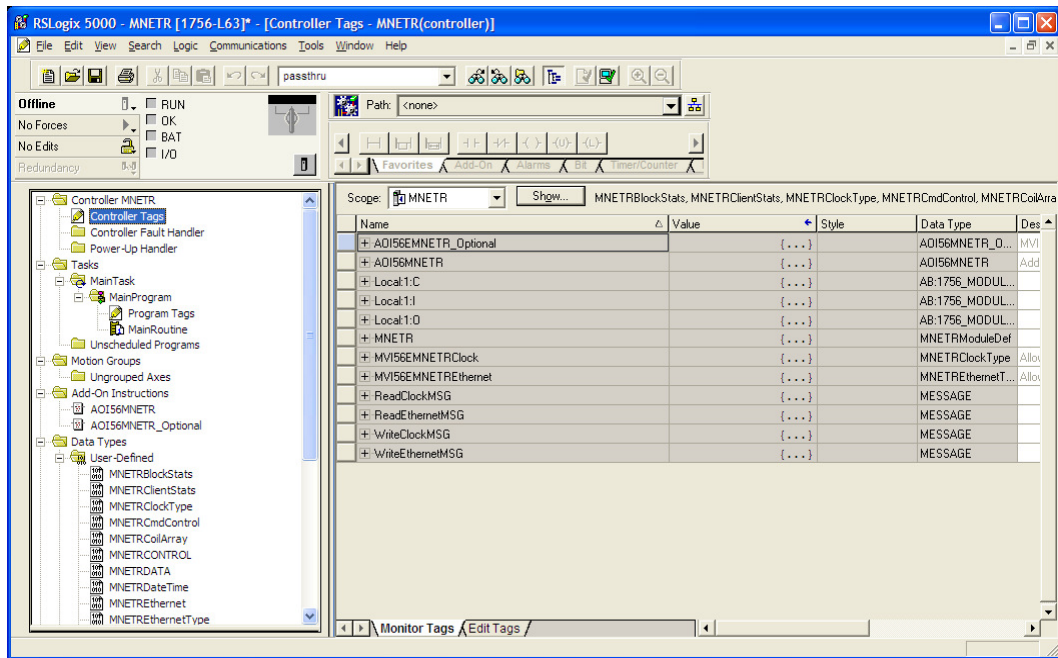 RSLogix 5000 - MNETR [1756-L63]* - [Controller Tags - MNETR(controller)]
File Edit View Search Logic Communications Tools Window Help
passthru
Offline
RUN
No Forces
OK
No Edits
BAT
Redundancy
I/O
Path: <none>
Favorites Add-On Alarms Bit Timer/Counter
Controller MNETR
Controller Tags
Controller Fault Handler
Power-Up Handler
Tasks
MainTask
MainProgram
Program Tags
MainRoutine
Unscheduled Programs
Motion Groups
Ungrouped Axes
Add-On Instructions
AOI56MNETR
AOI56MNETR_Optional
Data Types
User-Defined
MNETRBlockStats
MNETRClientStats
MNETRClockType
MNETRCmdControl
MNETRCoilArray
MNETRCONTROL
MNETRDATA
MNETRDateTime
MNETREthernet
MNETREthernetType
Scope: MNETR Show... MNETRBlockStats, MNETRClientStats, MNETRClockType, MNETRCmdControl, MNETRCoilArra
Name Value Style Data Type Des
AOI56EMNETR_Optional {...} AOI56MNETR_O... MVI
AOI56MNETR {...} AOI56MNETR Add
Local:1:C {...} AB:1756_MODUL...
Local:1:I {...} AB:1756_MODUL...
Local:1:O {...} AB:1756_MODUL...
MNETR {...} MNETRModuleDef
MVI56EMNETRClock {...} MNETRClockType Allov
MVI56EMNETREthernet {...} MNETREthernetT... Allov
ReadClockMSG {...} MESSAGE
ReadEthernetMSG {...} MESSAGE
WriteClockMSG {...} MESSAGE
WriteEthernetMSG {...} MESSAGE
Monitor Tags Edit Tags